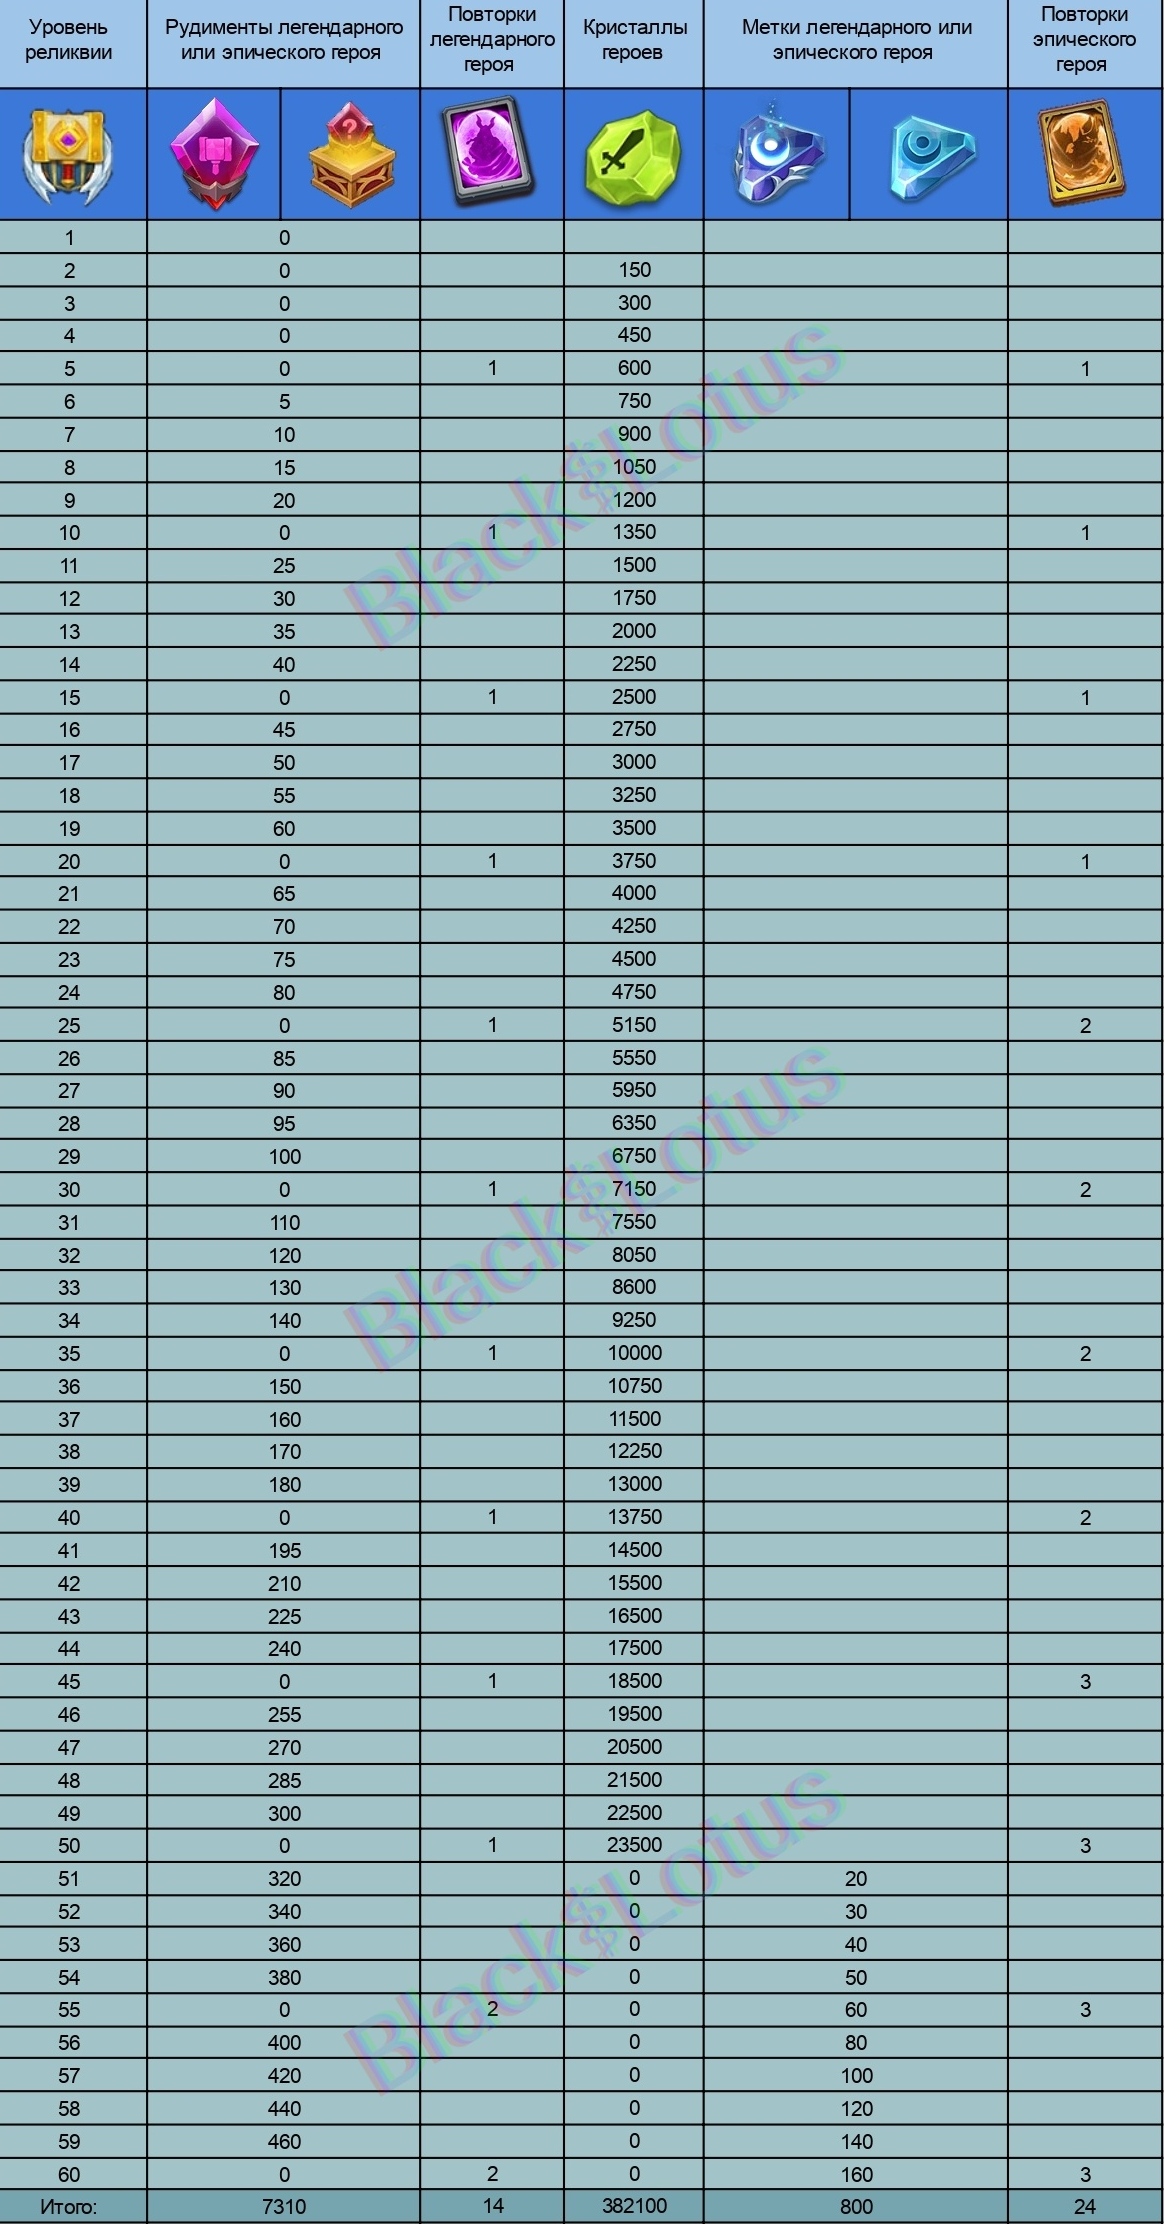 Уровень реликвии | Рудименты легендарного или эпического героя | Повторки легендарного героя | Кристаллы героев | Метки легендарного или эпического героя | Повторки эпического героя
?
1 0
2 0 150
3 0 300
4 0 450
5 0 1 600 1
6 5 750
7 10 900
8 15 1050
9 20 1200
10 0 1 1350 1
11 25 1500
12 30 1750
13 35 2000
14 40 2250
15 0 1 2500 1
16 45 2750
17 50 3000
18 55 3250
19 60 3500
20 0 1 3750 1
21 65 4000
22 70 4250
23 75 4500
24 80 4750
25 0 1 5150 2
26 85 5550
27 90 5950
28 95 6350
29 100 6750
30 0 1 7150 2
31 110 7550
32 120 8050
33 130 8600
34 140 9250
35 0 1 10000 2
36 150 10750
37 160 11500
38 170 12250
39 180 13000
40 0 1 13750 2
41 195 14500
42 210 15500
43 225 16500
44 240 17500
45 0 1 18500 3
46 255 19500
47 270 20500
48 285 21500
49 300 22500
50 0 1 23500 3
51 320 0 20
52 340 0 30
53 360 0 40
54 380 0 50
55 0 2 0 60 3
56 400 0 80
57 420 0 100
58 440 0 120
59 460 0 140
60 0 2 0 160 3
Итого: 7310 14 382100 800 24
Black$Lotus
Black$Lotus
Black$Lotus